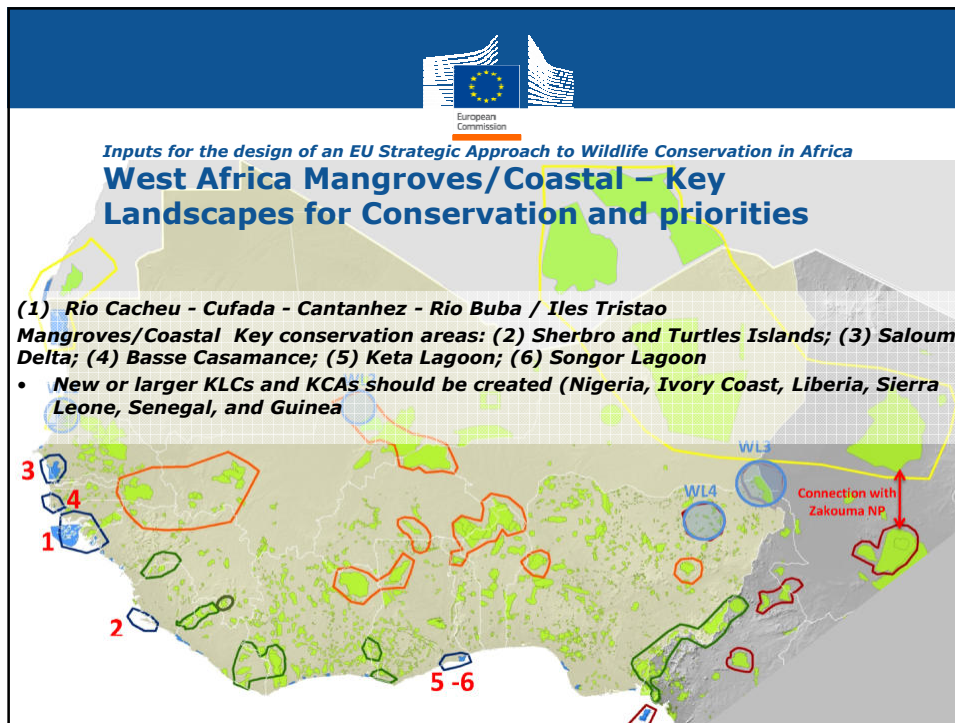 European
Commission
Inputs for the design of an EU Strategic Approach to Wildlife Conservation in Africa
West Africa Mangroves/Coastal – Key
Landscapes for Conservation and priorities
(1) Rio Cacheu - Cufada - Cantanhez - Rio Buba / Iles Tristao
Mangroves/Coastal Key conservation areas: (2) Sherbro and Turtles Islands; (3) Saloum
Delta; (4) Basse Casamance; (5) Keta Lagoon; (6) Songor Lagoon
• New or larger KLCs and KCAs should be created (Nigeria, Ivory Coast, Liberia, Sierra
Leone, Senegal, and Guinea
WL3
3
WL4
Connection with
Zakouma NP
4
1
2
5 -6